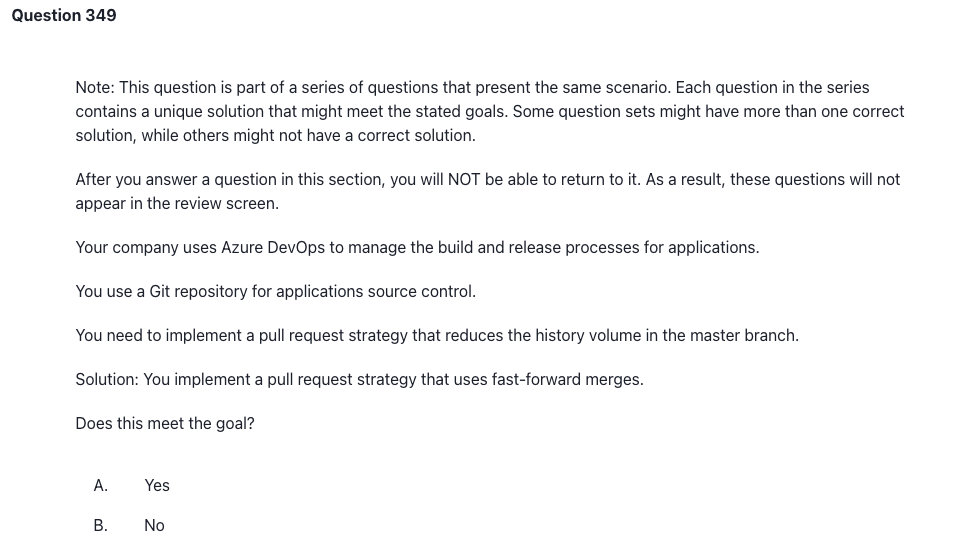 Question 349
Note: This question is part of a series of questions that present the same scenario. Each question in the series
contains a unique solution that might meet the stated goals. Some question sets might have more than one correct
solution, while others might not have a correct solution.
After you answer a question in this section, you will NOT be able to return to it. As a result, these questions will not
appear in the review screen.
Your company uses Azure DevOps to manage the build and release processes for applications.
You use a Git repository for applications source control.
You need to implement a pull request strategy that reduces the history volume in the master branch.
Solution: You implement a pull request strategy that uses fast-forward merges.
Does this meet the goal?
A. Yes
B. No